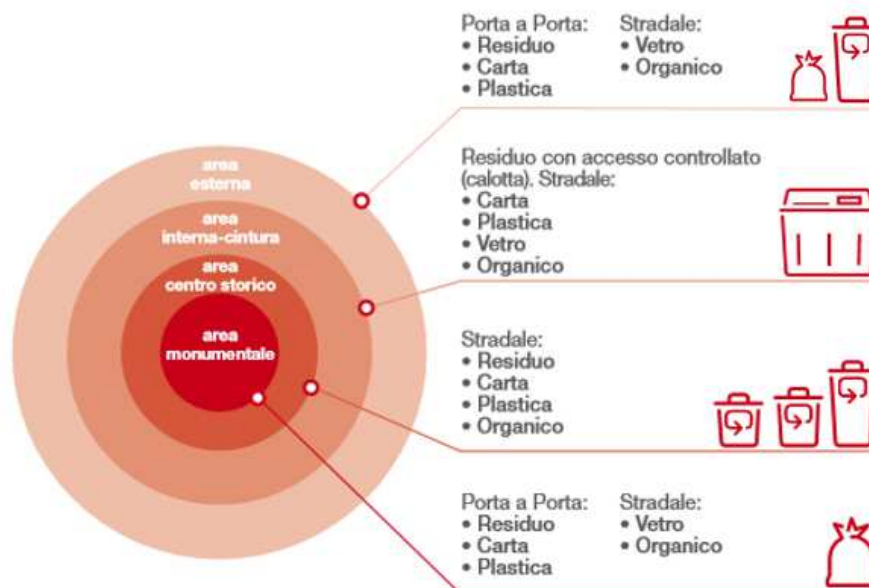 Porta a Porta:
• Residuo
• Carta
• Plastica
Stradale:
• Vetro
• Organico
area
esterna
area
interna-cintura
area
centro storico
area
monumentale
Residuo con accesso controllato
(calotta). Stradale:
• Carta
• Plastica
• Vetro
• Organico
Stradale:
• Residuo
• Carta
• Plastica
• Organico
Porta a Porta:
• Residuo
• Carta
• Plastica
Stradale:
• Vetro
• Organico